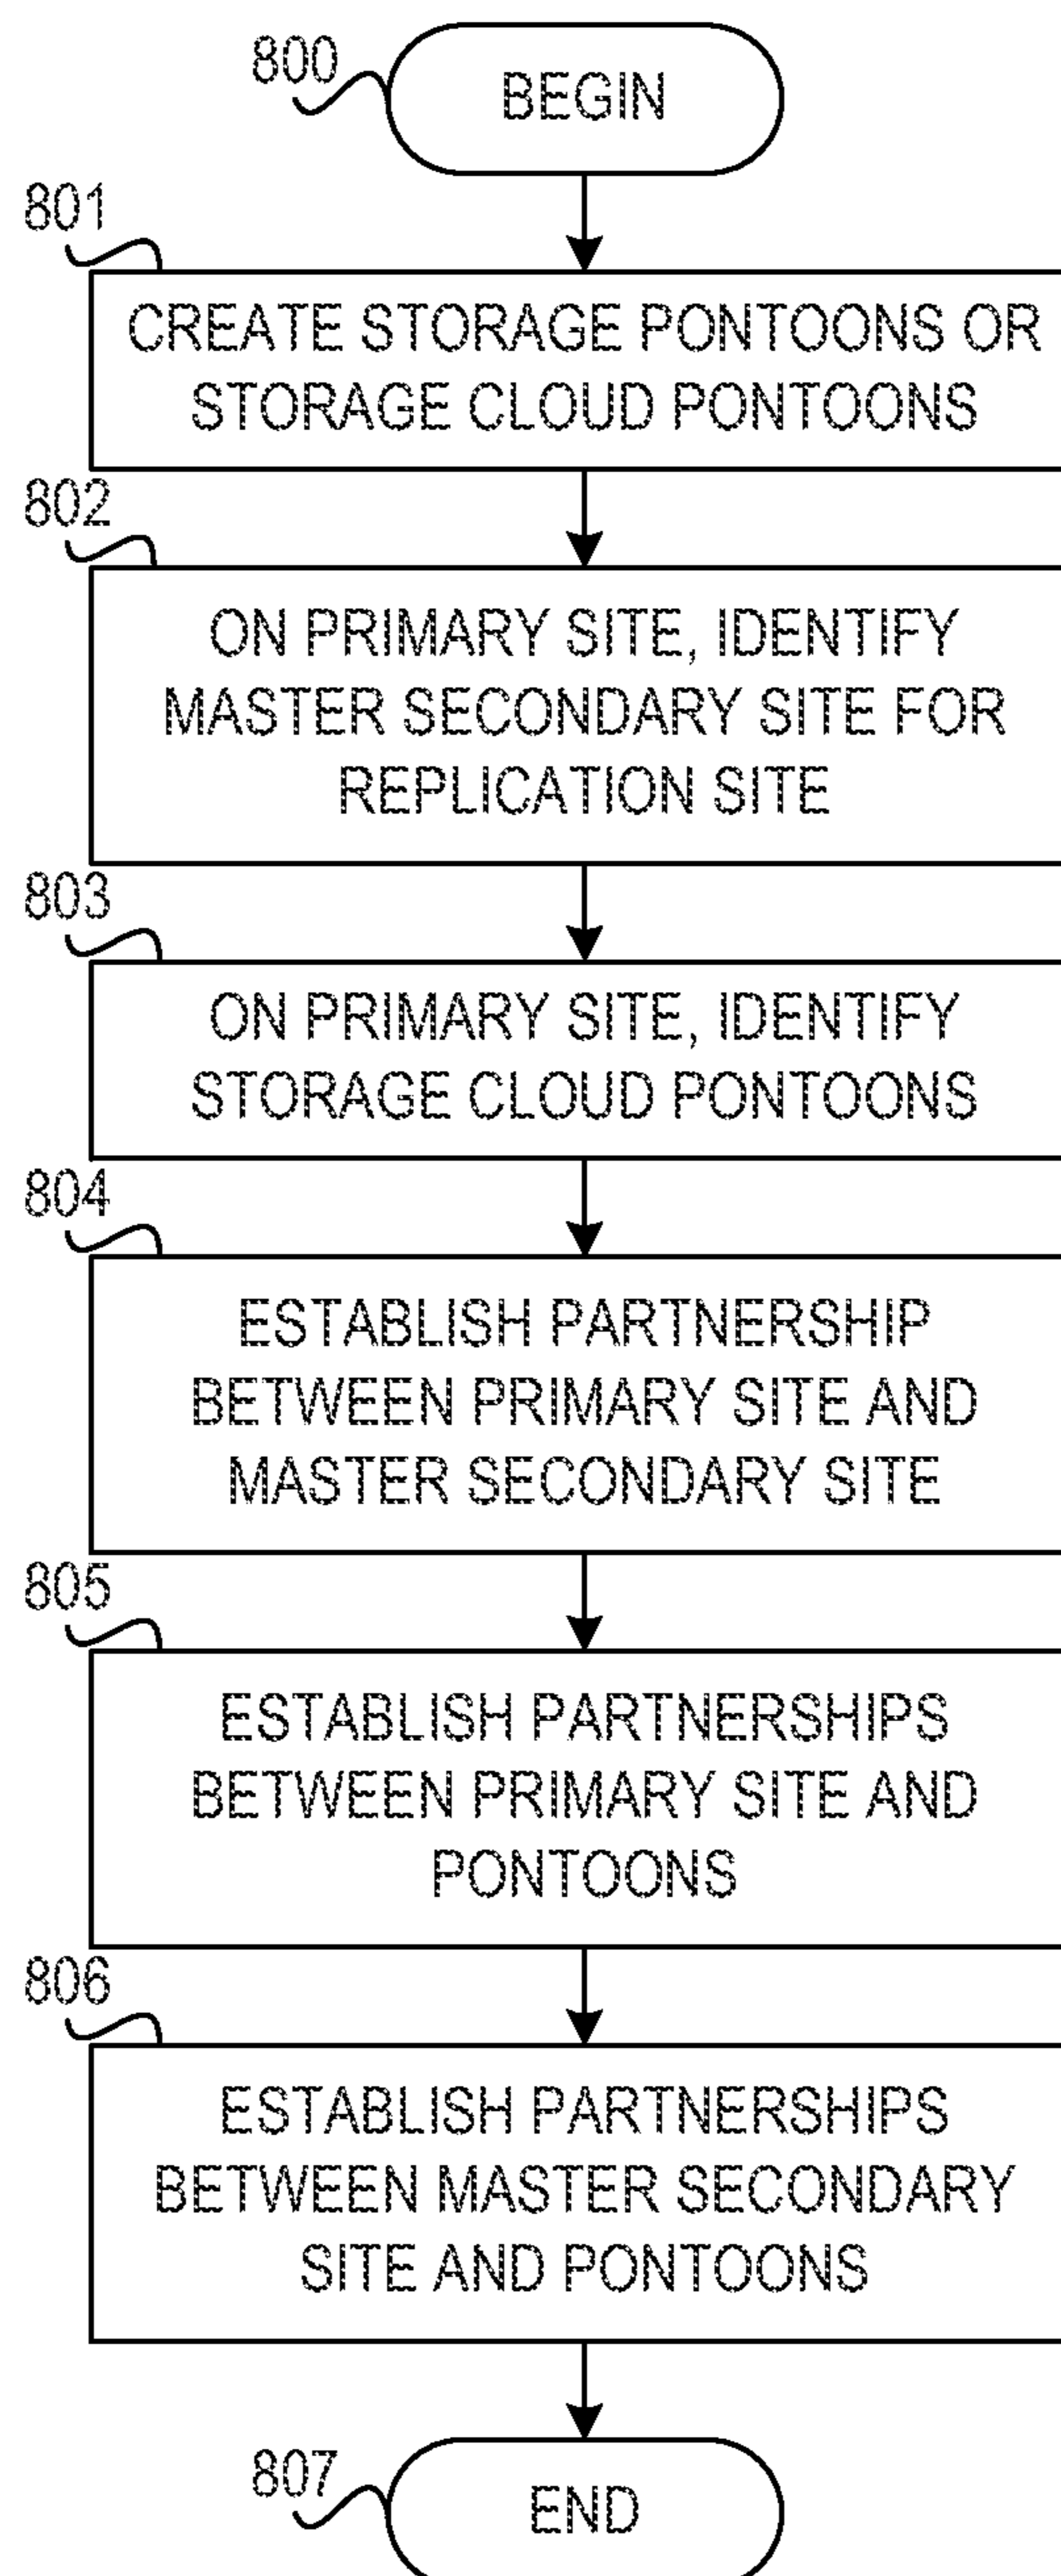 800
BEGIN
801
CREATE STORAGE PONTOONS OR
STORAGE CLOUD PONTOONS
802
ON PRIMARY SITE, IDENTIFY
MASTER SECONDARY SITE FOR
REPLICATION SITE
803
ON PRIMARY SITE, IDENTIFY
STORAGE CLOUD PONTOONS
804
ESTABLISH PARTNERSHIP
BETWEEN PRIMARY SITE AND
MASTER SECONDARY SITE
805
ESTABLISH PARTNERSHIPS
BETWEEN PRIMARY SITE AND
PONTOONS
806
ESTABLISH PARTNERSHIPS
BETWEEN MASTER SECONDARY
SITE AND PONTOONS
807
END